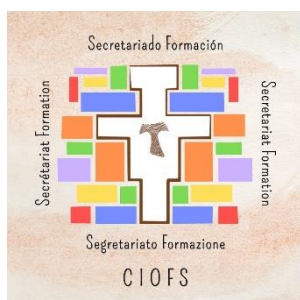 Secretariado Formación
Secrétariat Formation
Secretariat Formation
Segretariato Formazione
CIOFS